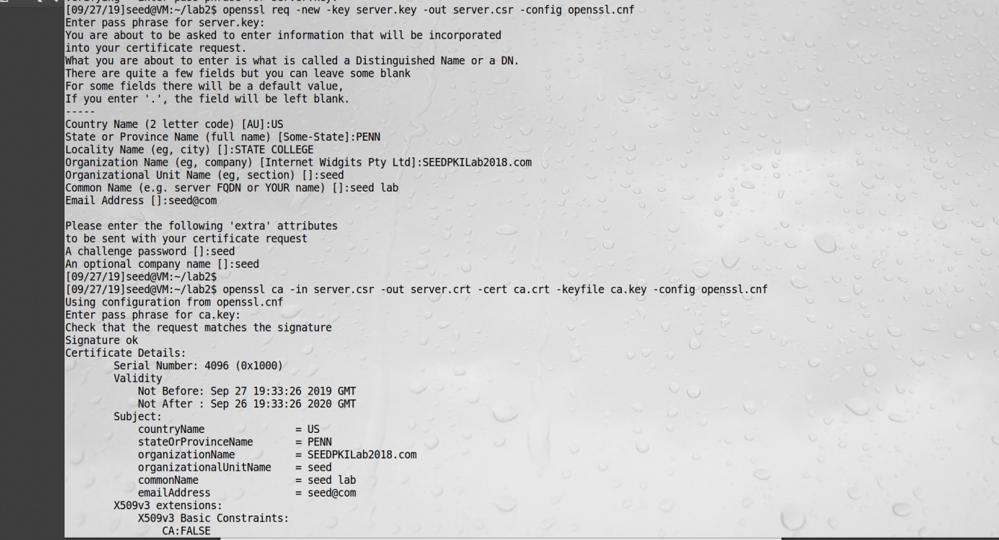 [09/27/19]seed@VM:~/lab2$ openssl req -new -key server.key -out server.csr -config openssl.cnf
Enter pass phrase for server.key:
You are about to be asked to enter information that will be incorporated
into your certificate request.
What you are about to enter is what is called a Distinguished Name or a DN.
There are quite a few fields but you can leave some blank
For some fields there will be a default value,
If you enter '.', the field will be left blank.
-----
Country Name (2 letter code) [AU]:US
State or Province Name (full name) [Some-State]:PENN
Locality Name (eg, city) []:STATE COLLEGE
Organization Name (eg, company) [Internet Widgits Pty Ltd]:SEEDPKILab2018.com
Organizational Unit Name (eg, section) []:seed
Common Name (e.g. server FQDN or YOUR name) []:seed lab
Email Address []:seed@com

Please enter the following 'extra' attributes
to be sent with your certificate request
A challenge password []:seed
An optional company name []:seed
[09/27/19]seed@VM:~/lab2$
[09/27/19]seed@VM:~/lab2$ openssl ca -in server.csr -out server.crt -cert ca.crt -keyfile ca.key -config openssl.cnf
Using configuration from openssl.cnf
Enter pass phrase for ca.key:
Check that the request matches the signature
Signature ok
Certificate Details:
        Serial Number: 4096 (0x1000)
        Validity
            Not Before: Sep 27 19:33:26 2019 GMT
            Not After : Sep 26 19:33:26 2020 GMT
        Subject:
            countryName               = US
            stateOrProvinceName       = PENN
            organizationName          = SEEDPKILab2018.com
            organizationalUnitName    = seed
            commonName                = seed lab
            emailAddress              = seed@com
        X509v3 extensions:
            X509v3 Basic Constraints:
                CA:FALSE